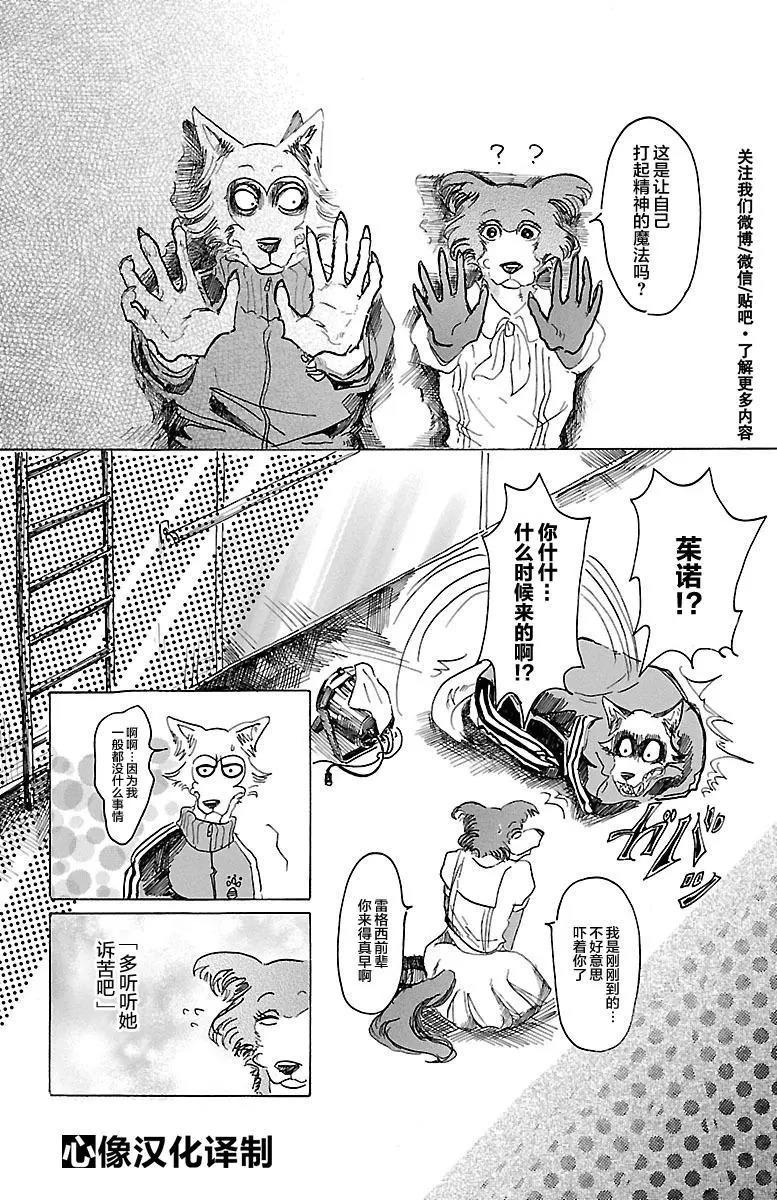 关注我们微博/微信/贴吧·了解更多内容
？ ？
这是让自己
打起精神的魔法吗？
茱诺
!?
你什什…
什么时候来的啊!?
ガバッ
我是刚刚到的…
不好意思
吓着你了
雷格西前辈
你来得真早啊
啊啊…因为我
一般都没什么事情
「多听听她
诉苦吧」
心像汉化译制